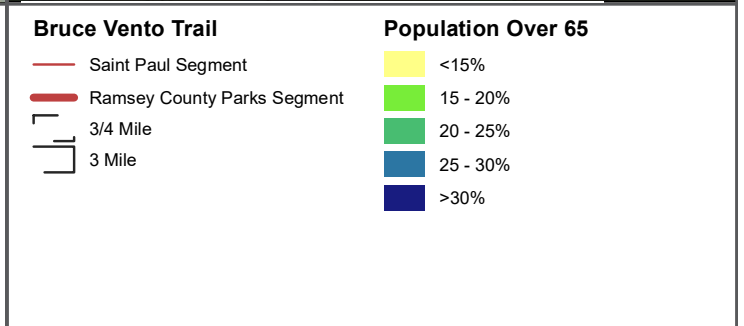 Bruce Vento Trail
Saint Paul Segment
Ramsey County Parks Segment
3/4 Mile
3 Mile
Population Over 65
<15%
15 - 20%
20 - 25%
25 - 30%
>30%